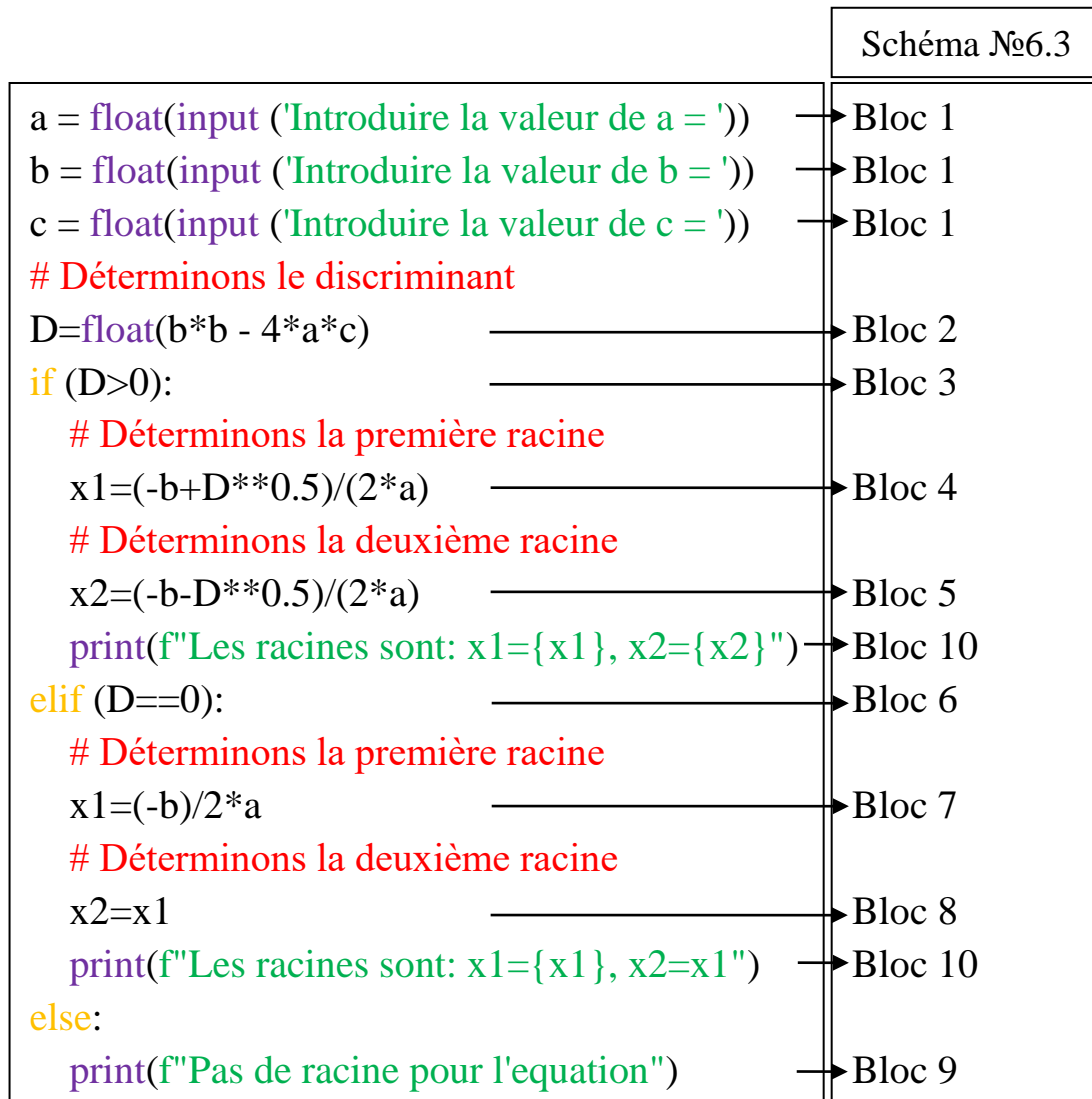 Schéma №6.3
a = float(input ('Introduire la valeur de a = ')) Bloc 1
b = float(input ('Introduire la valeur de b = ')) Bloc 1
c = float(input ('Introduire la valeur de c = ')) Bloc 1
# Déterminons le discriminant
D=float(b*b - 4*a*c) Bloc 2
if (D>0): Bloc 3
# Déterminons la première racine
x1=(-b+D**0.5)/(2*a) Bloc 4
# Déterminons la deuxième racine
x2=(-b-D**0.5)/(2*a) Bloc 5
print(f"Les racines sont: x1={x1}, x2={x2}") Bloc 10
elif (D==0): Bloc 6
# Déterminons la première racine
x1=(-b)/2*a Bloc 7
# Déterminons la deuxième racine
x2=x1 Bloc 8
print(f"Les racines sont: x1={x1}, x2=x1") Bloc 10
else:
print(f"Pas de racine pour l'equation") Bloc 9